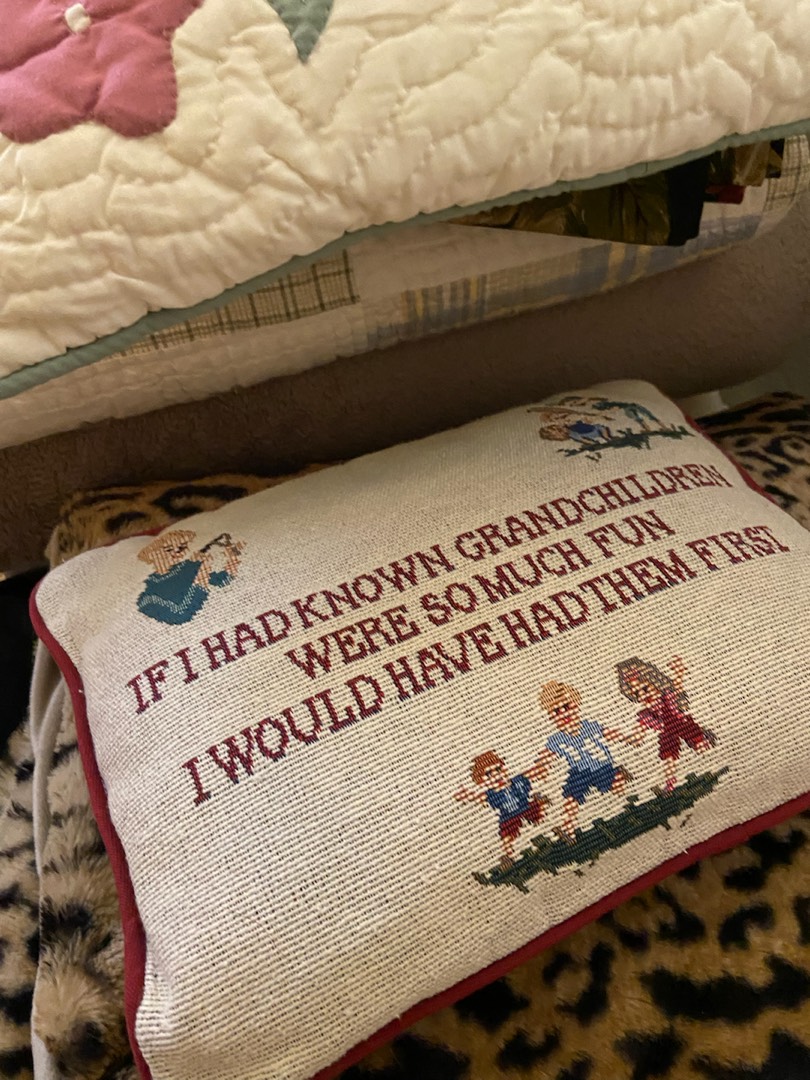 IF I HAD KNOWN GRANDCHILDREN
WERE SO MUCH FUN
I WOULD HAVE HAD THEM FIRST